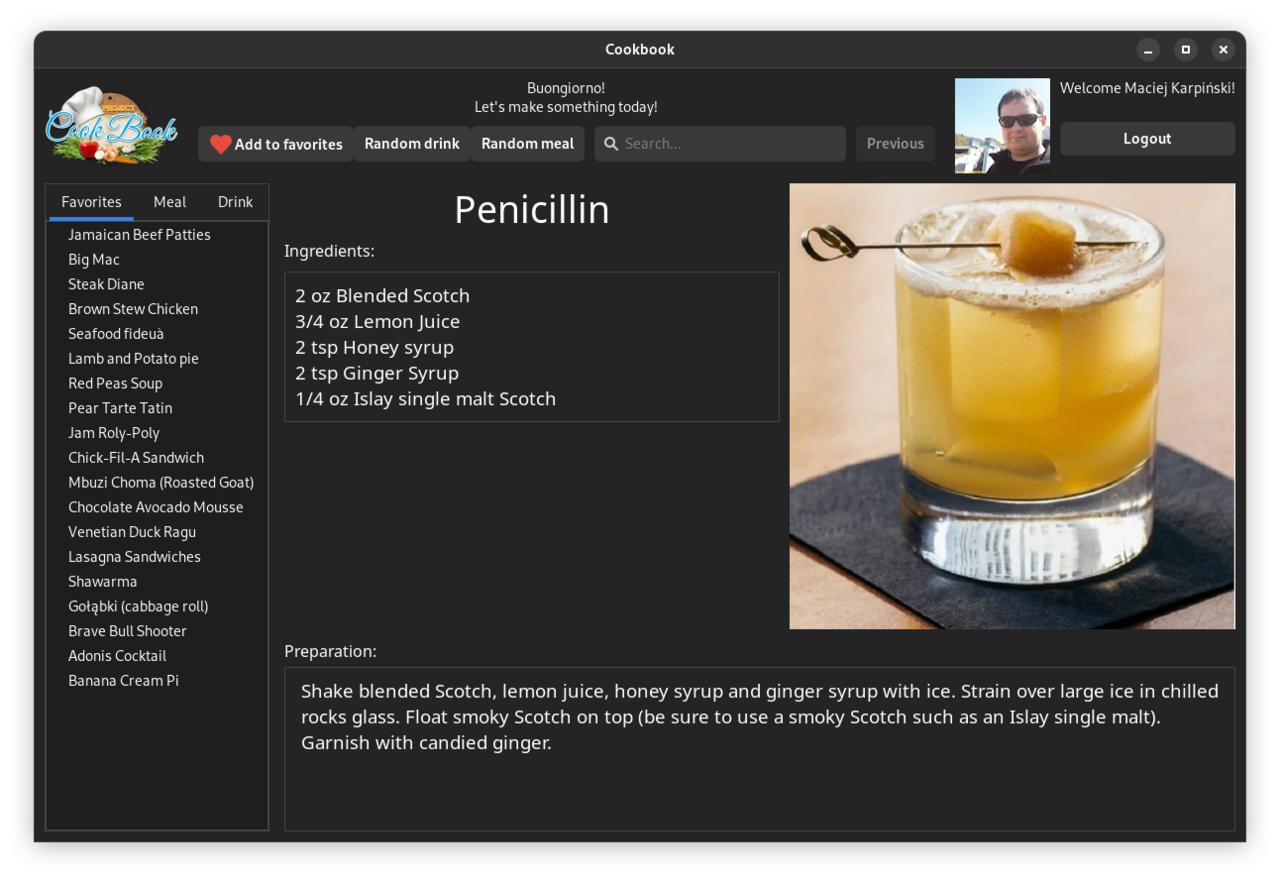 Cookbook
PROJECT
Cook Book
Buongiorno!
Let's make something today!
Add to favorites
Random drink
Random meal
Search...
Previous
Welcome Maciej Karpiński!
Logout
Favorites
Meal
Drink
Jamaican Beef Patties
Big Mac
Steak Diane
Brown Stew Chicken
Seafood fideuà
Lamb and Potato pie
Red Peas Soup
Pear Tarte Tatin
Jam Roly-Poly
Chick-Fil-A Sandwich
Mbuzi Choma (Roasted Goat)
Chocolate Avocado Mousse
Venetian Duck Ragu
Lasagna Sandwiches
Shawarma
Gołąbki (cabbage roll)
Brave Bull Shooter
Adonis Cocktail
Banana Cream Pi
Penicillin
Ingredients:
2 oz Blended Scotch
3/4 oz Lemon Juice
2 tsp Honey syrup
2 tsp Ginger Syrup
1/4 oz Islay single malt Scotch
Preparation:
Shake blended Scotch, lemon juice, honey syrup and ginger syrup with ice. Strain over large ice in chilled
rocks glass. Float smoky Scotch on top (be sure to use a smoky Scotch such as an Islay single malt).
Garnish with candied ginger.